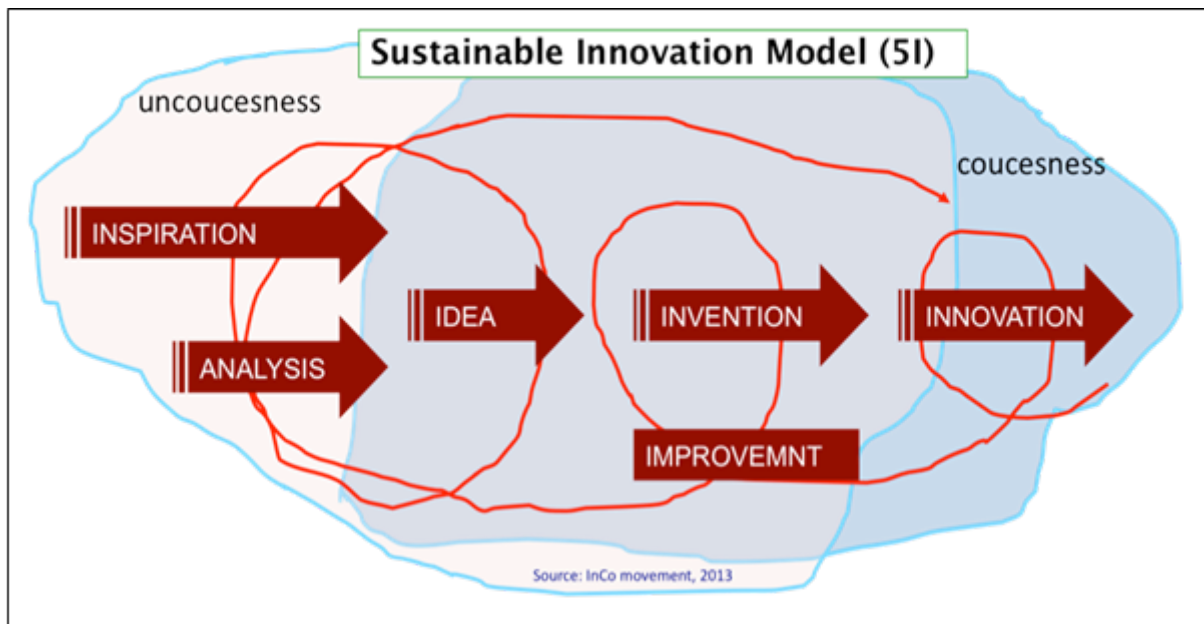 Sustainable Innovation Model (5I)
uncoucesness
coucesness
INSPIRATION
ANALYSIS
IDEA
INVENTION
INNOVATION
IMPROVEMNT
Source: InCo movement, 2013